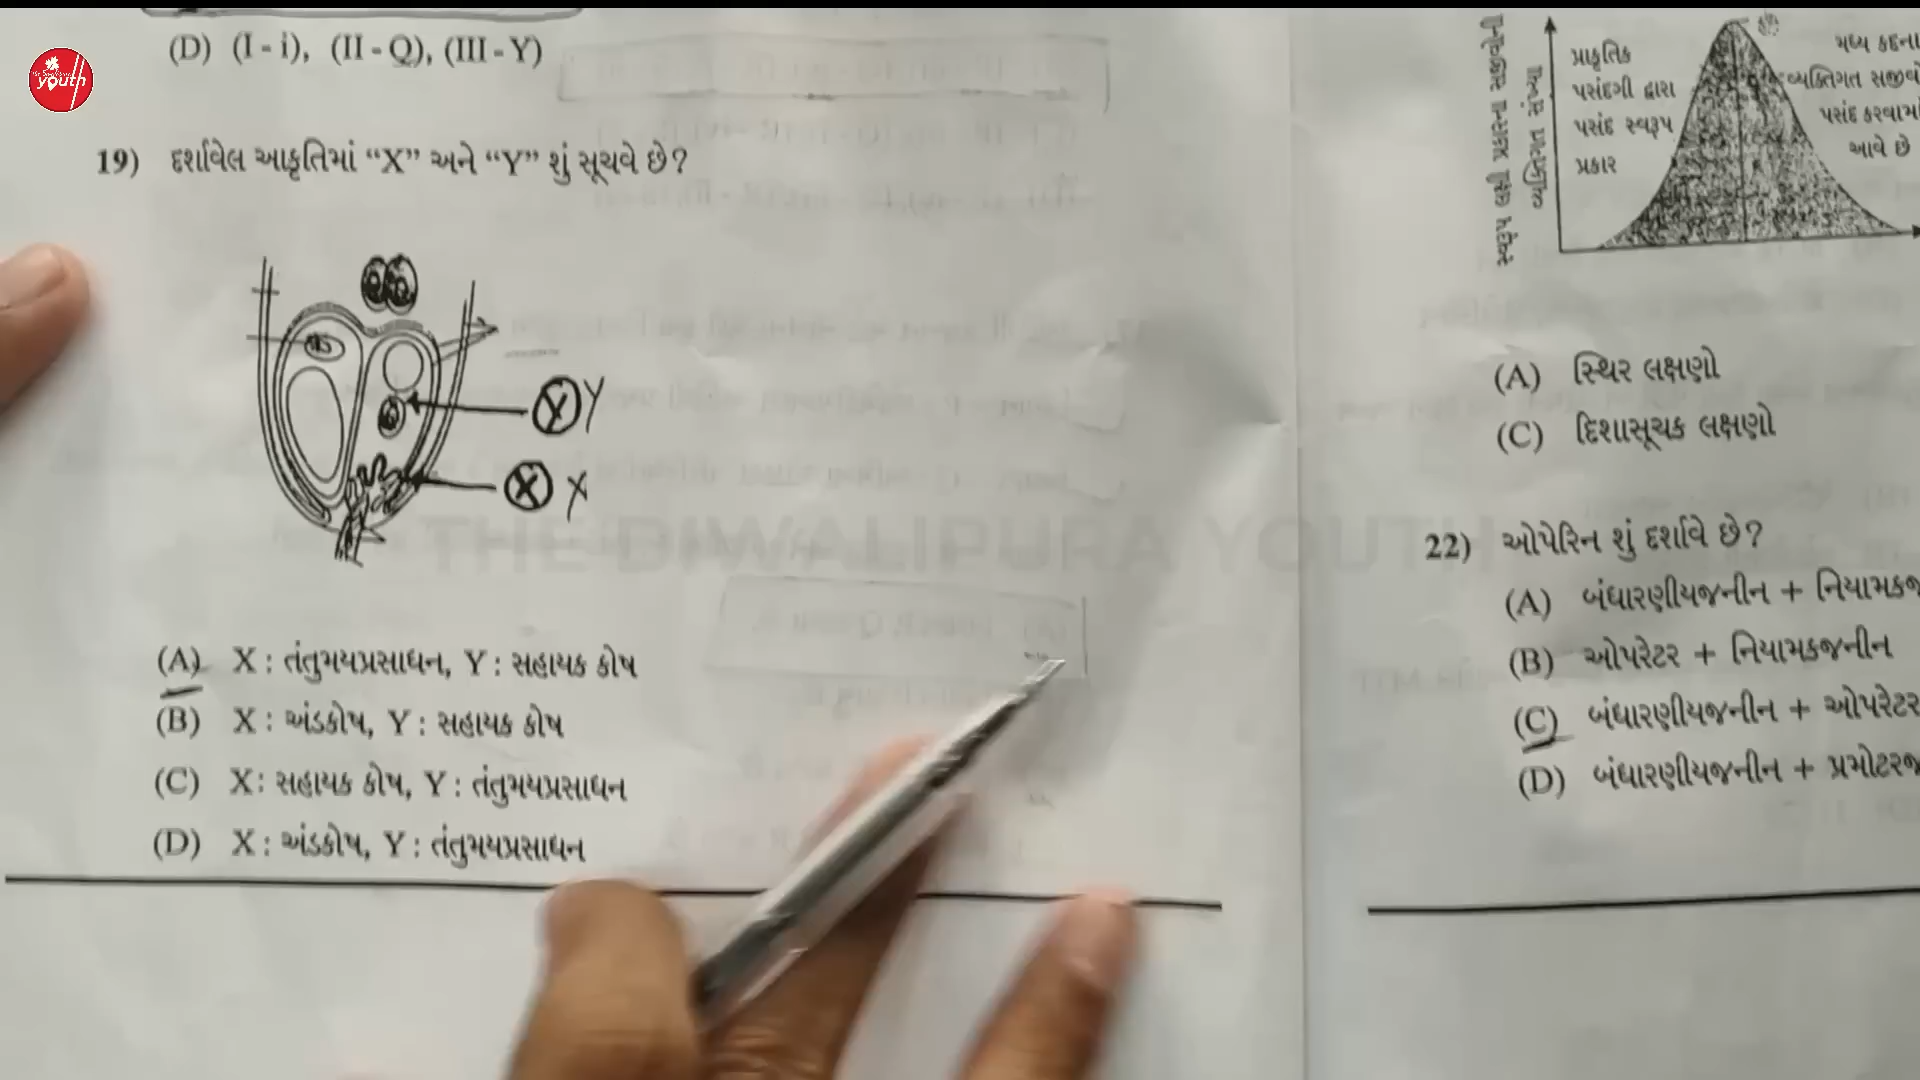 youth
(D) (I - i), (II - Q), (III - Y)
19) દર્શાવેલ આકૃતિમાં “X” અને “Y” શું સૂચવે છે?
Y Y
X X
THE DIWALIPURA YOUTH
(A) X : તંતુમયપ્રસાધન, Y : સહાયક કોષ
(B) X : અંડકોષ, Y : સહાયક કોષ
(C) X : સહાયક કોષ, Y : તંતુમયપ્રસાધન
(D) X : અંડકોષ, Y : તંતુમયપ્રસાધન
પ્રાકૃતિક
પસંદગી દ્વારા
પસંદ સ્વરૂપ
પ્રકાર
મધ્ય કદના
વ્યક્તિગત સજીવો
પસંદ કરવામાં
આવે છે
(A) સ્થિર લક્ષણો
(C) દિશાસૂચક લક્ષણો
22) ઓપેરિન શું દર્શાવે છે?
(A) બંધારણીયજનીન + નિયામકજ
(B) ઓપરેટર + નિયામકજનીન
(C) બંધારણીયજનીન + ઓપરેટર
(D) બંધારણીયજનીન + પ્રમોટરજ